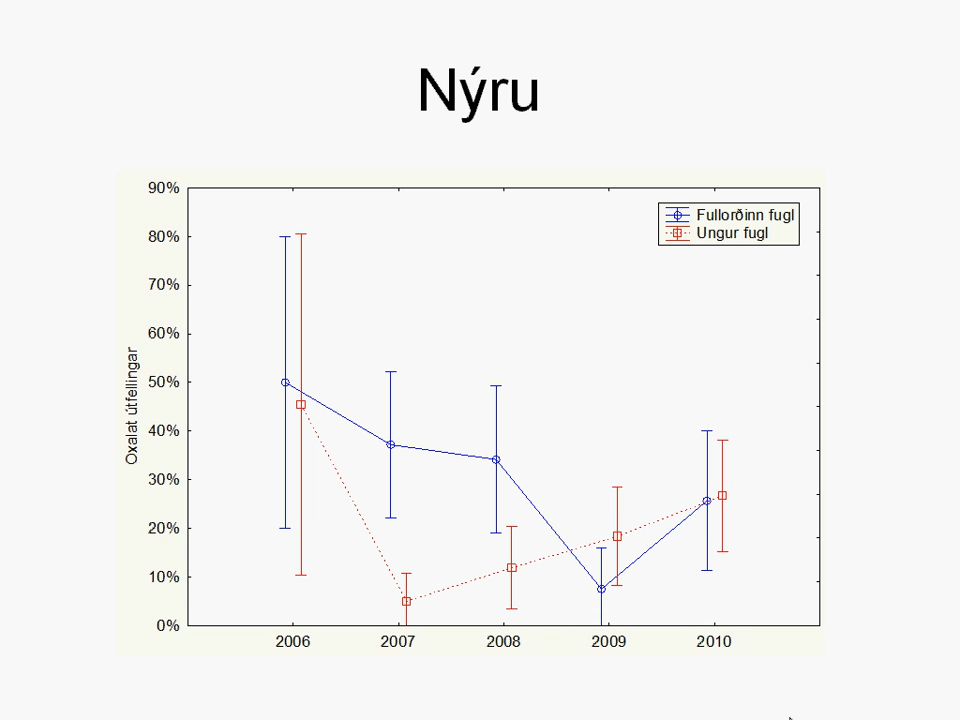 Nýru
90%
80%
70%
60%
50%
40%
30%
20%
10%
0%
Oxalat útfellingar
Fullorðinn fugl
Ungur fugl
2006 2007 2008 2009 2010